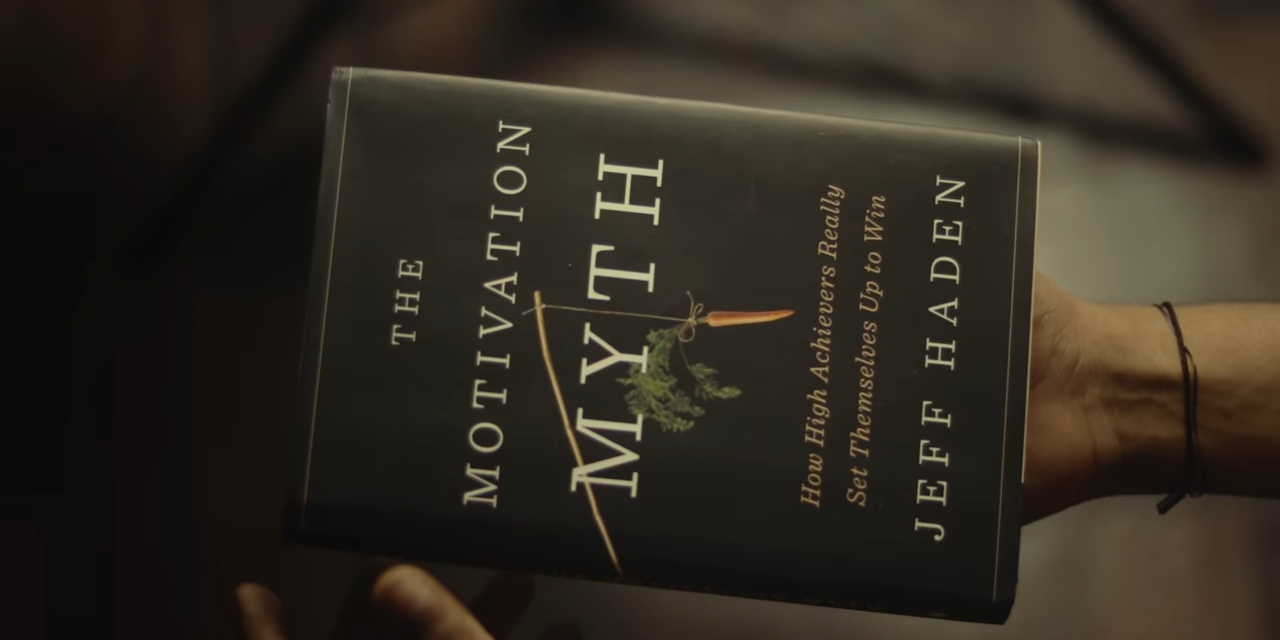 THE
MOTIVATION
MYTH
How High Achievers Really
Set Themselves Up to Win
JEFF HADEN